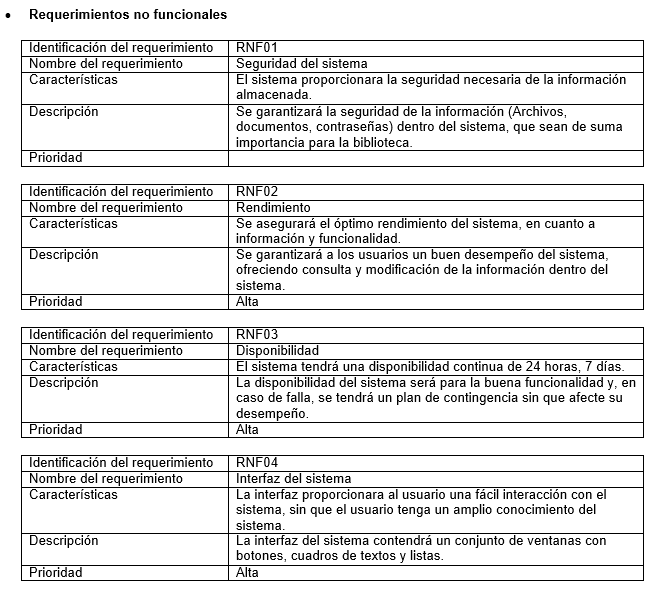 • Requerimientos no funcionales
Identificación del requerimiento RNF01
Nombre del requerimiento Seguridad del sistema
Características El sistema proporcionara la seguridad necesaria de la información
almacenada.
Descripción Se garantizará la seguridad de la información (Archivos,
documentos, contraseñas) dentro del sistema, que sean de suma
importancia para la biblioteca.
Prioridad
Identificación del requerimiento RNF02
Nombre del requerimiento Rendimiento
Características Se asegurará el óptimo rendimiento del sistema, en cuanto a
información y funcionalidad.
Descripción Se garantizará a los usuarios un buen desempeño del sistema,
ofreciendo consulta y modificación de la información dentro del
sistema.
Prioridad Alta
Identificación del requerimiento RNF03
Nombre del requerimiento Disponibilidad
Características El sistema tendrá una disponibilidad continua de 24 horas, 7 días.
Descripción La disponibilidad del sistema será para la buena funcionalidad y, en
caso de falla, se tendrá un plan de contingencia sin que afecte su
desempeño.
Prioridad Alta
Identificación del requerimiento RNF04
Nombre del requerimiento Interfaz del sistema
Características La interfaz proporcionara al usuario una fácil interacción con el
sistema, sin que el usuario tenga un amplio conocimiento del
sistema.
Descripción La interfaz del sistema contendrá un conjunto de ventanas con
botones, cuadros de textos y listas.
Prioridad Alta